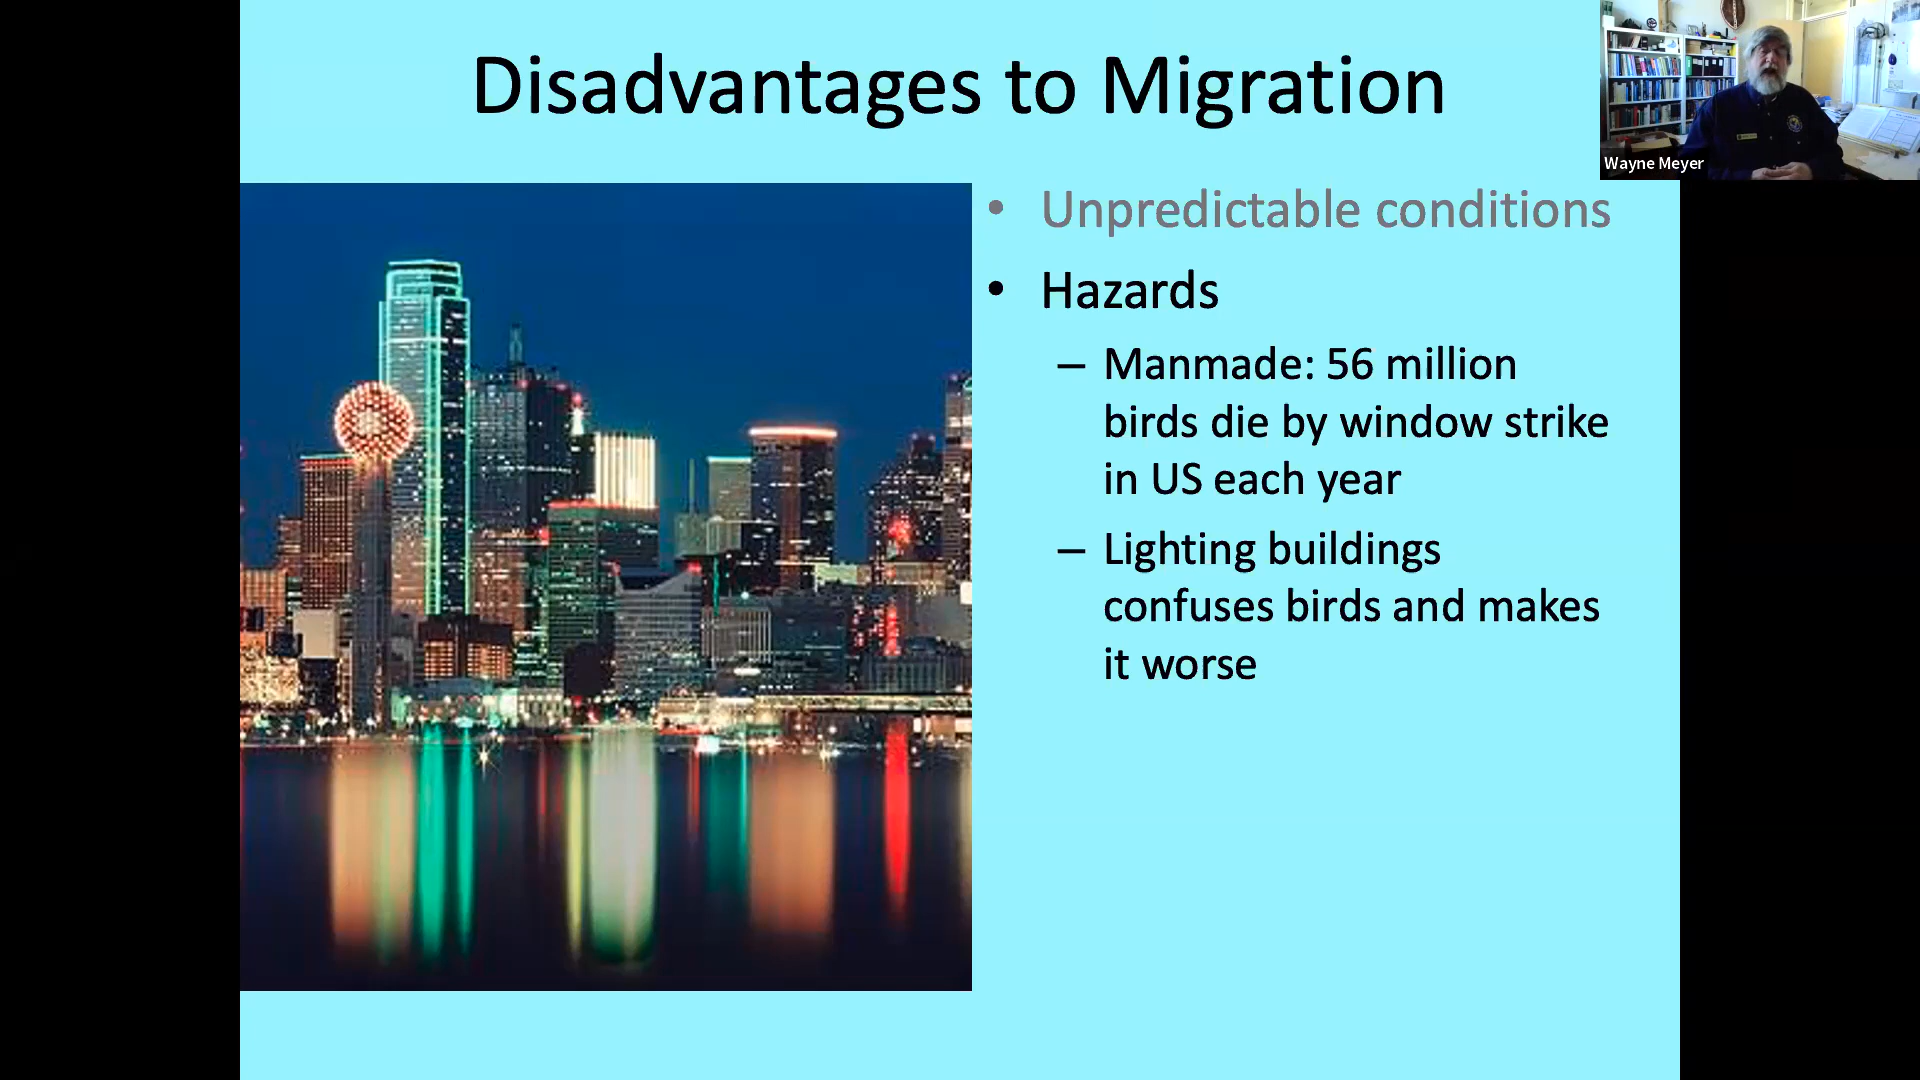 Disadvantages to Migration
Wayne Meyer
• Unpredictable conditions
• Hazards
– Manmade: 56 million
birds die by window strike
in US each year
– Lighting buildings
confuses birds and makes
it worse